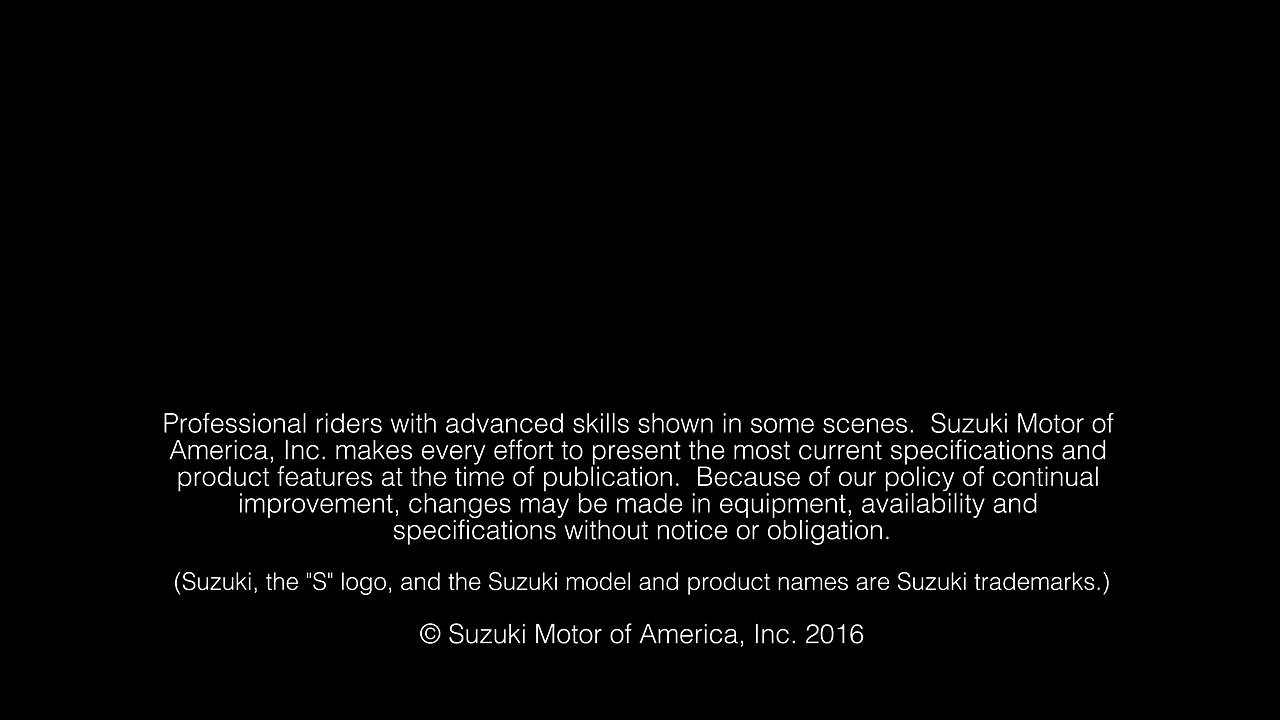 Professional riders with advanced skills shown in some scenes.  Suzuki Motor of
America, Inc. makes every effort to present the most current specifications and
product features at the time of publication.  Because of our policy of continual
improvement, changes may be made in equipment, availability and
specifications without notice or obligation.
(Suzuki, the "S" logo, and the Suzuki model and product names are Suzuki trademarks.)
© Suzuki Motor of America, Inc. 2016